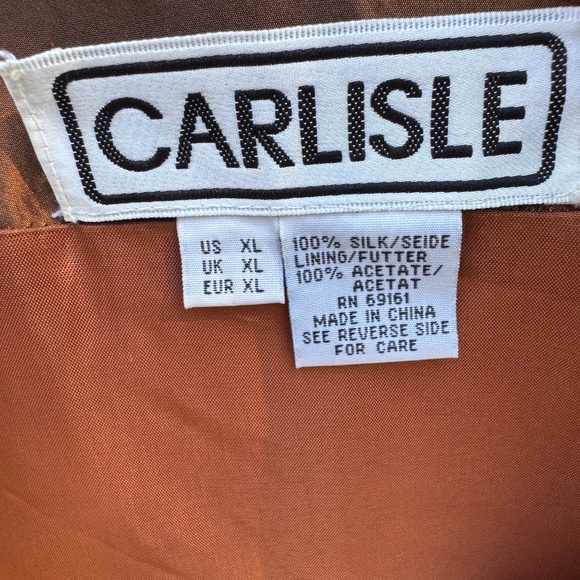 CARLISLE
US XL
UK XL
EUR XL
100% SILK/SEIDE
LINING/FUTTER
100% ACETATE/
ACETAT
RN 69161
MADE IN CHINA
SEE REVERSE SIDE
FOR CARE